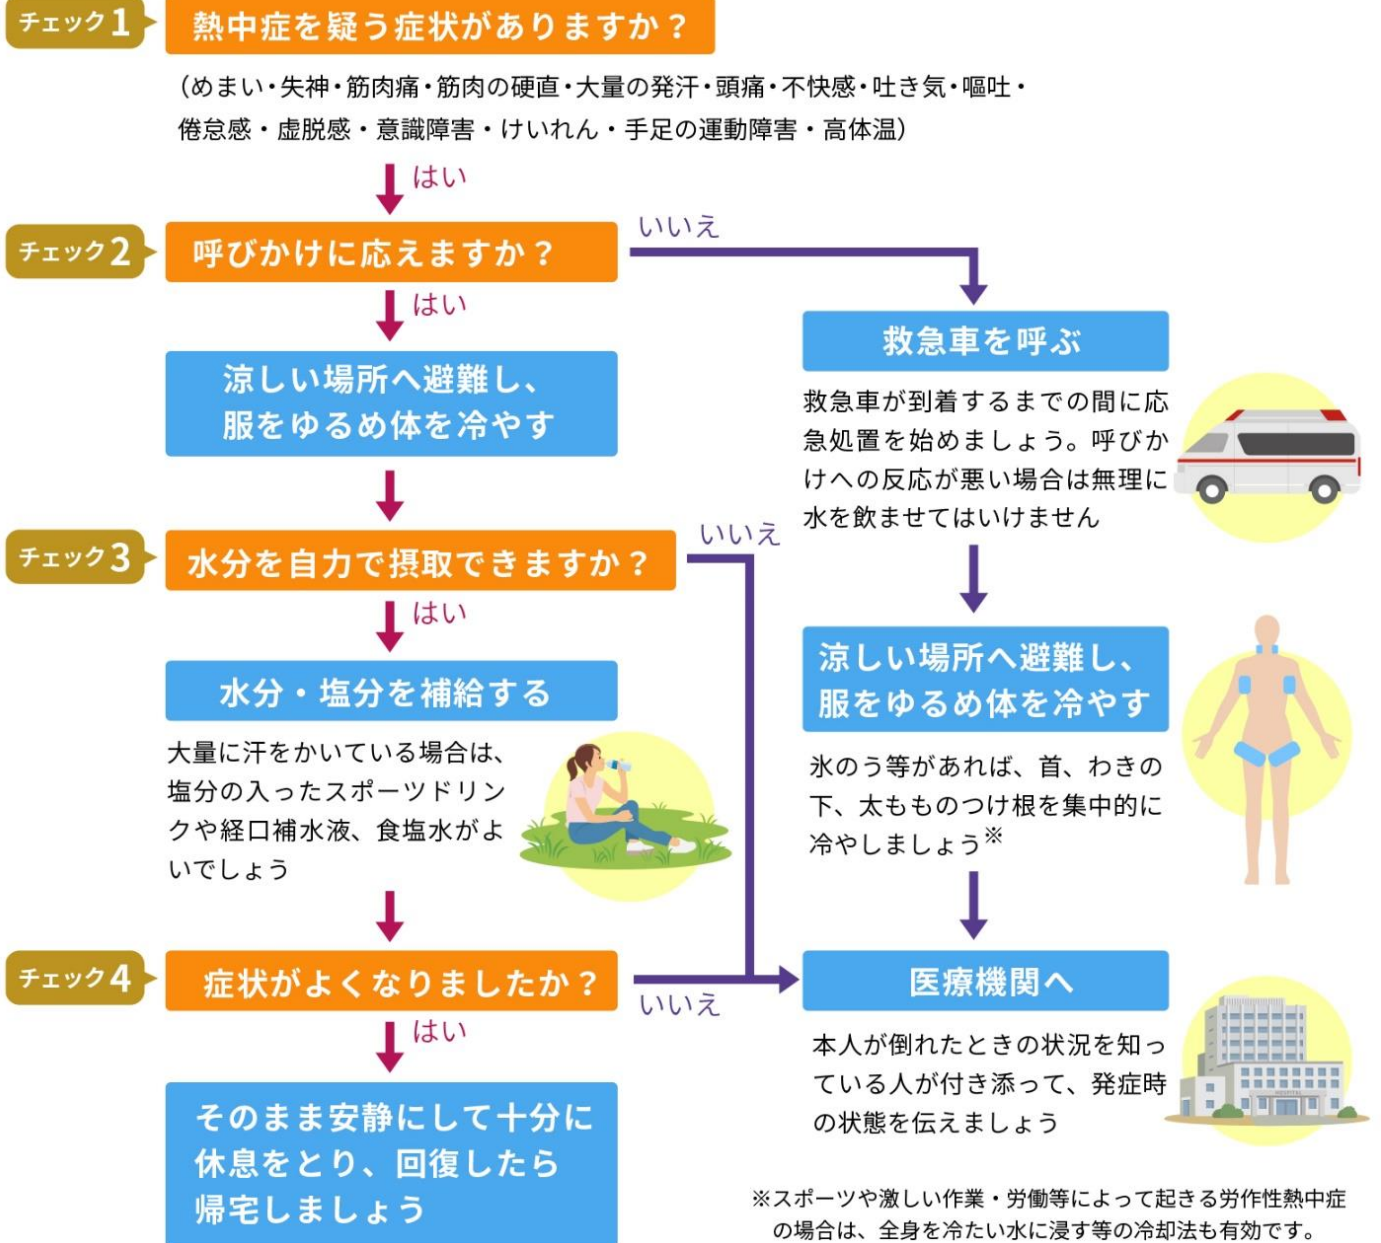 チェック1
熱中症を疑う症状がありますか？
（めまい・失神・筋肉痛・筋肉の硬直・大量の発汗・頭痛・不快感・吐き気・嘔吐・
倦怠感・虚脱感・意識障害・けいれん・手足の運動障害・高体温）
はい
チェック2
呼びかけに応えますか？
いいえ
はい
涼しい場所へ避難し、
服をゆるめ体を冷やす
救急車を呼ぶ
救急車が到着するまでの間に応
急処置を始めましょう。呼びか
けへの反応が悪い場合は無理に
水を飲ませてはいけません
チェック3
水分を自力で摂取できますか？
いいえ
はい
水分・塩分を補給する
大量に汗をかいている場合は、
塩分の入ったスポーツドリン
クや経口補水液、食塩水がよ
いでしょう
涼しい場所へ避難し、
服をゆるめ体を冷やす
氷のう等があれば、首、わきの
下、太もものつけ根を集中的に
冷やしましょう※
チェック4
症状がよくなりましたか？
いいえ
はい
医療機関へ
本人が倒れたときの状況を知っ
ている人が付き添って、発症時
の状態を伝えましょう
HOSPITAL
そのまま安静にして十分に
休息をとり、回復したら
帰宅しましょう
※スポーツや激しい作業・労働等によって起きる労作性熱中症
の場合は、全身を冷たい水に浸す等の冷却法も有効です。